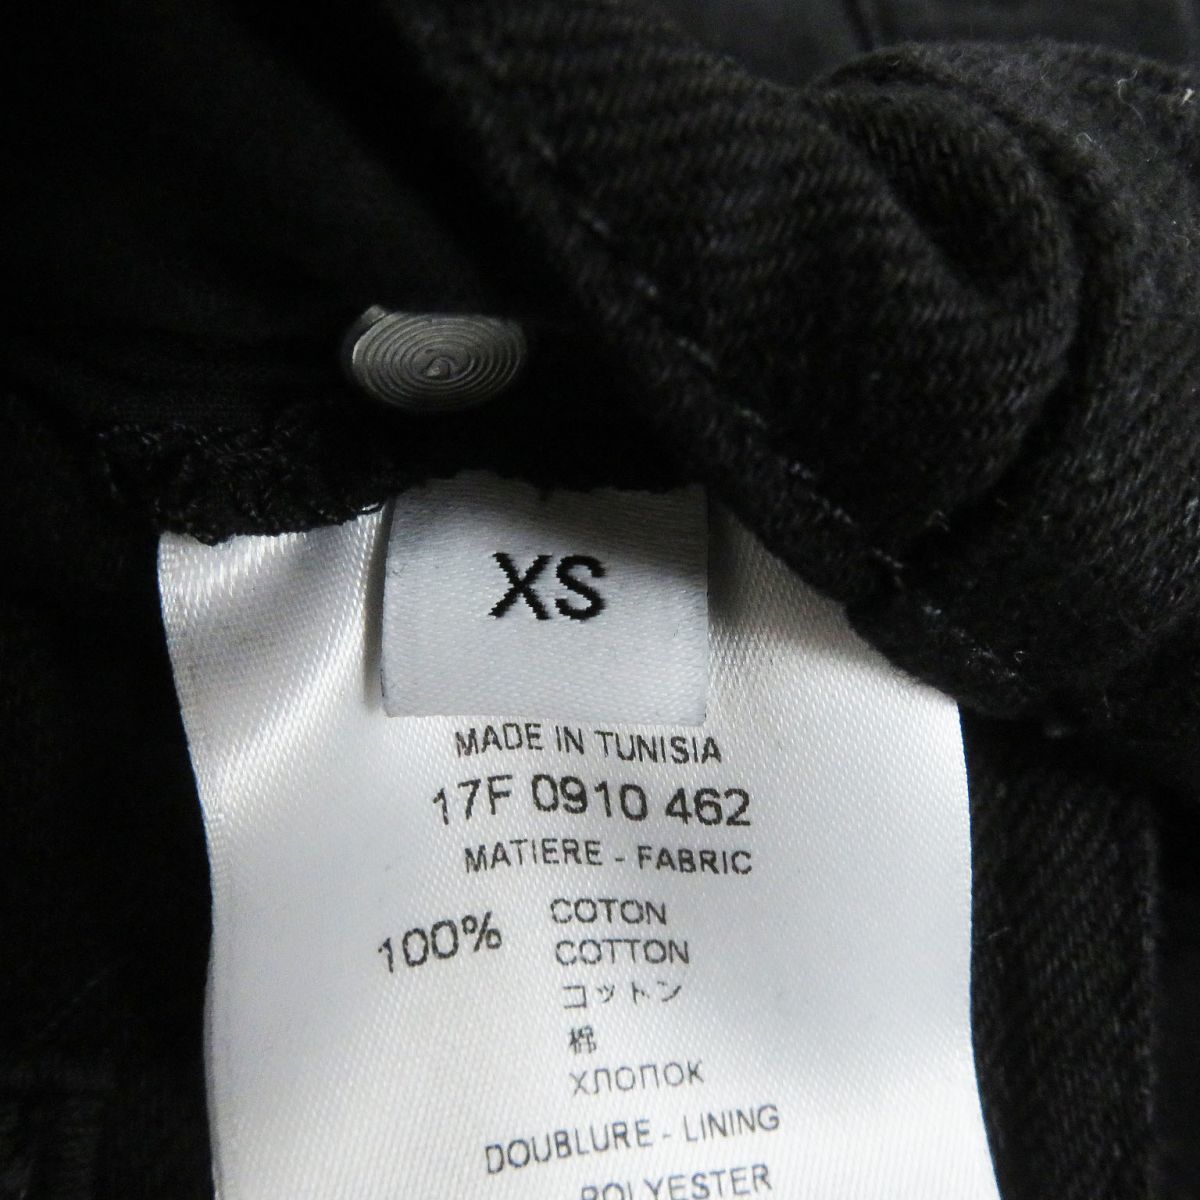 XS
MADE IN TUNISIA
17F 0910 462
MATIERE - FABRIC
100% COTON
COTTON
コットン
棉
ХЛОПОК
DOUBLURE - LINING
POLYESTER